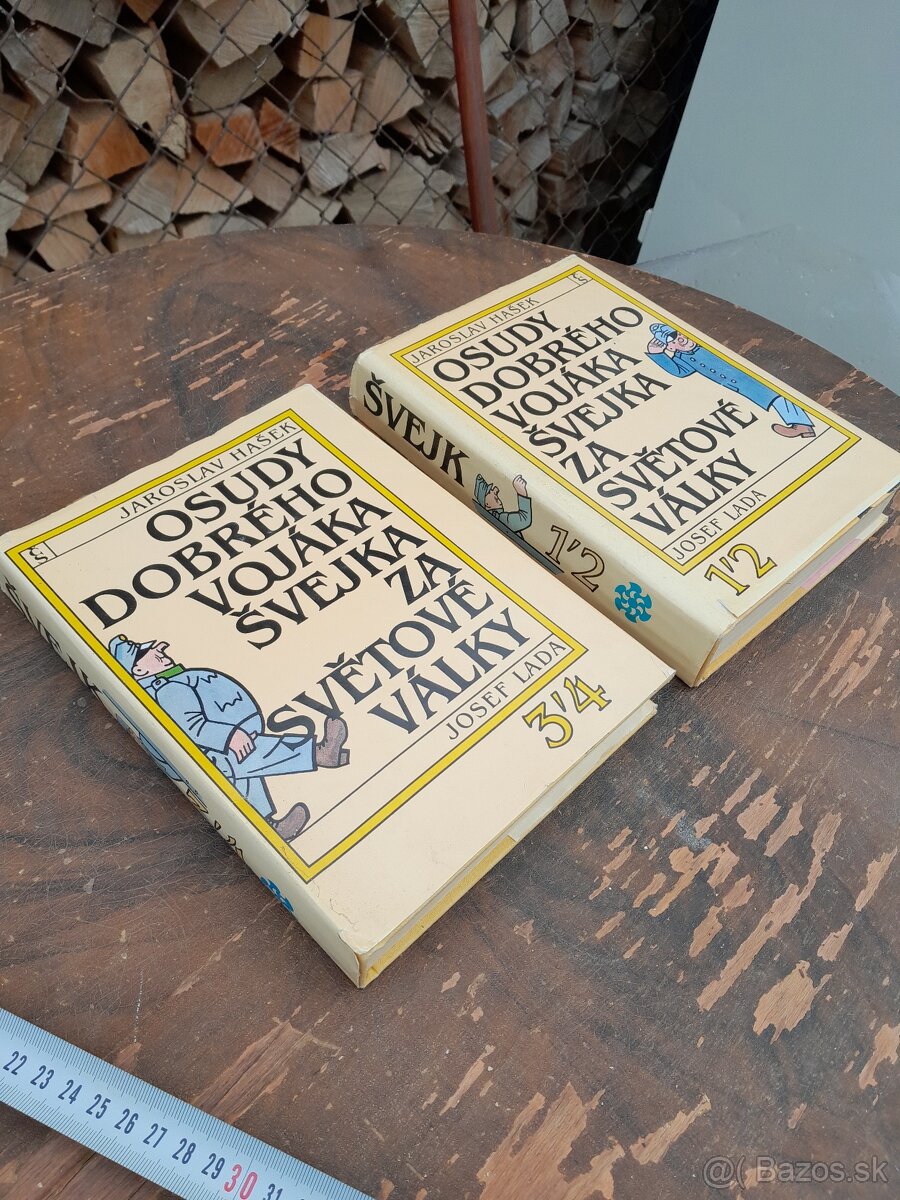 JAROSLAV HAŠEK
OSUDY
DOBRÉHO
VOJÁKA
ŠVEJKA
ZA
SVĚTOVÉ
VÁLKY
JOSEF LADA
1'2
ŠVEJK
1'2
JAROSLAV HAŠEK
OSUDY
DOBRÉHO
VOJÁKA
ŠVEJKA
ZA
SVĚTOVÉ
VÁLKY
JOSEF LADA
3'4
22 23 24 25 26 27 28 29 30 31
@( Bazos.sk